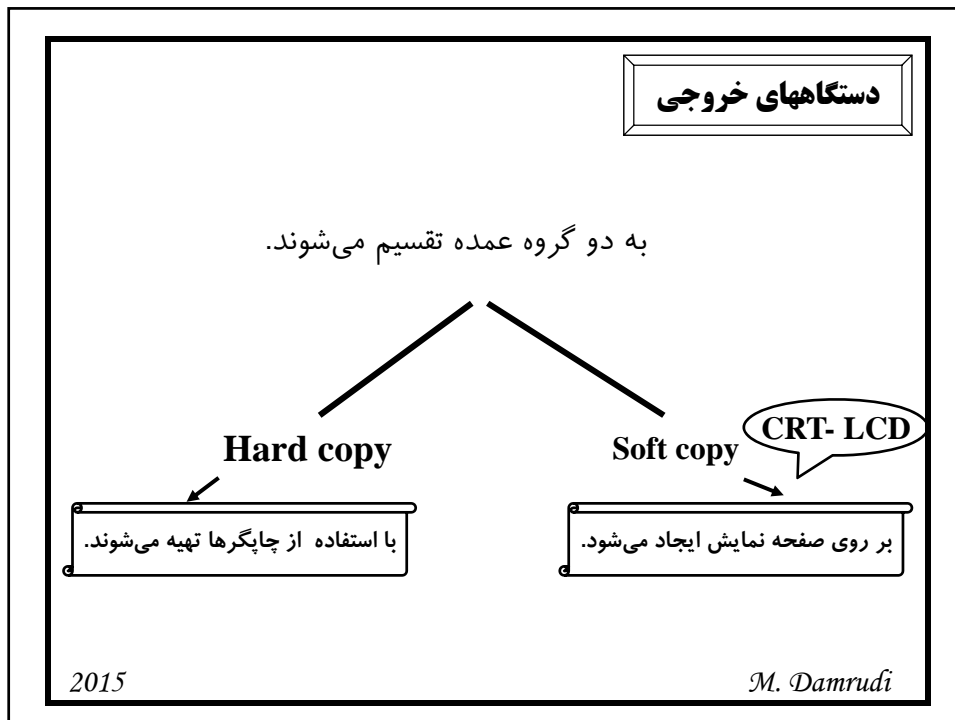 دستگاههای خروجی
به دو گروه عمده تقسیم می‌شوند.
CRT- LCD
Soft copy
Hard copy
بر روی صفحه نمایش ایجاد می‌شود.
با استفاده از چاپگرها تهیه می‌شوند.
2015
M. Damrudi